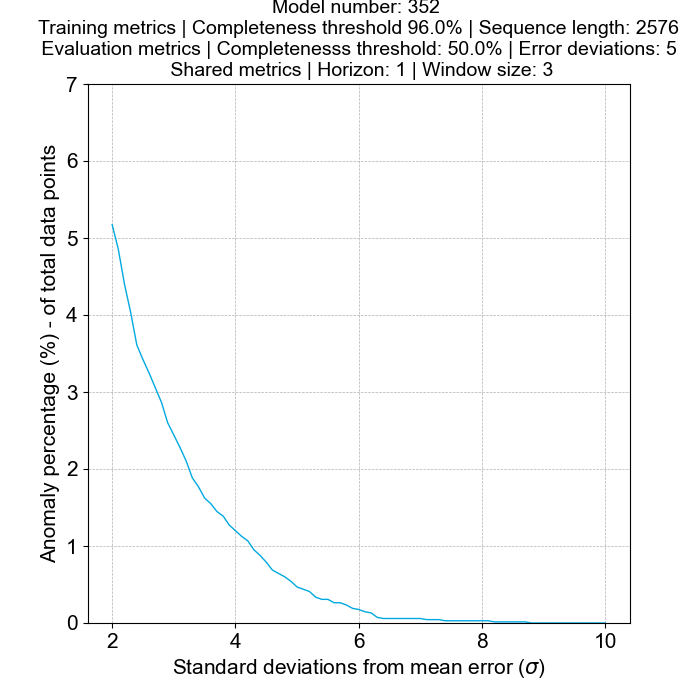 Model number: 352
Training metrics | Completeness threshold 96.0% | Sequence length: 2576
Evaluation metrics | Completenesss threshold: 50.0% | Error deviations: 5
Shared metrics | Horizon: 1 | Window size: 3
Anomaly percentage (%) - of total data points
7
6
5
4
3
2
1
0
2 4 6 8 10
Standard deviations from mean error (σ)